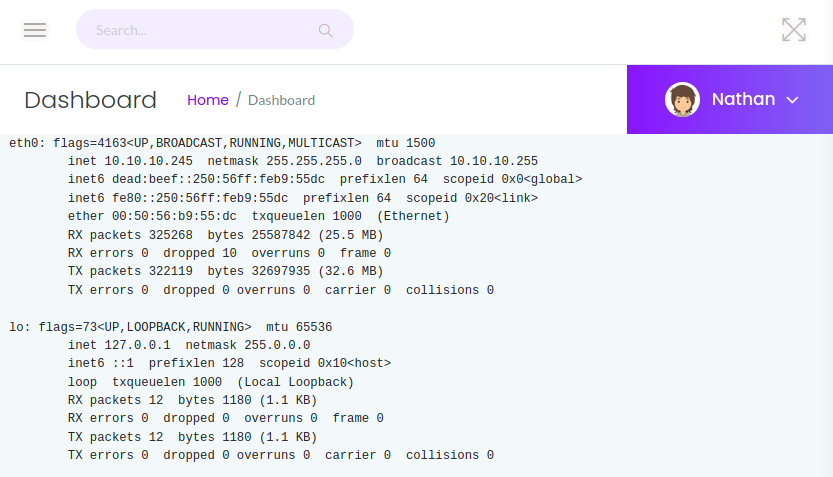 Search...
Dashboard Home / Dashboard Nathan
eth0: flags=4163<UP,BROADCAST,RUNNING,MULTICAST>  mtu 1500
        inet 10.10.10.245  netmask 255.255.255.0  broadcast 10.10.10.255
        inet6 dead:beef::250:56ff:feb9:55dc  prefixlen 64  scopeid 0x0<global>
        inet6 fe80::250:56ff:feb9:55dc  prefixlen 64  scopeid 0x20<link>
        ether 00:50:56:b9:55:dc  txqueuelen 1000  (Ethernet)
        RX packets 325268  bytes 25587842 (25.5 MB)
        RX errors 0  dropped 10  overruns 0  frame 0
        TX packets 322119  bytes 32697935 (32.6 MB)
        TX errors 0  dropped 0 overruns 0  carrier 0  collisions 0

lo: flags=73<UP,LOOPBACK,RUNNING>  mtu 65536
        inet 127.0.0.1  netmask 255.0.0.0
        inet6 ::1  prefixlen 128  scopeid 0x10<host>
        loop  txqueuelen 1000  (Local Loopback)
        RX packets 12  bytes 1180 (1.1 KB)
        RX errors 0  dropped 0  overruns 0  frame 0
        TX packets 12  bytes 1180 (1.1 KB)
        TX errors 0  dropped 0 overruns 0  carrier 0  collisions 0